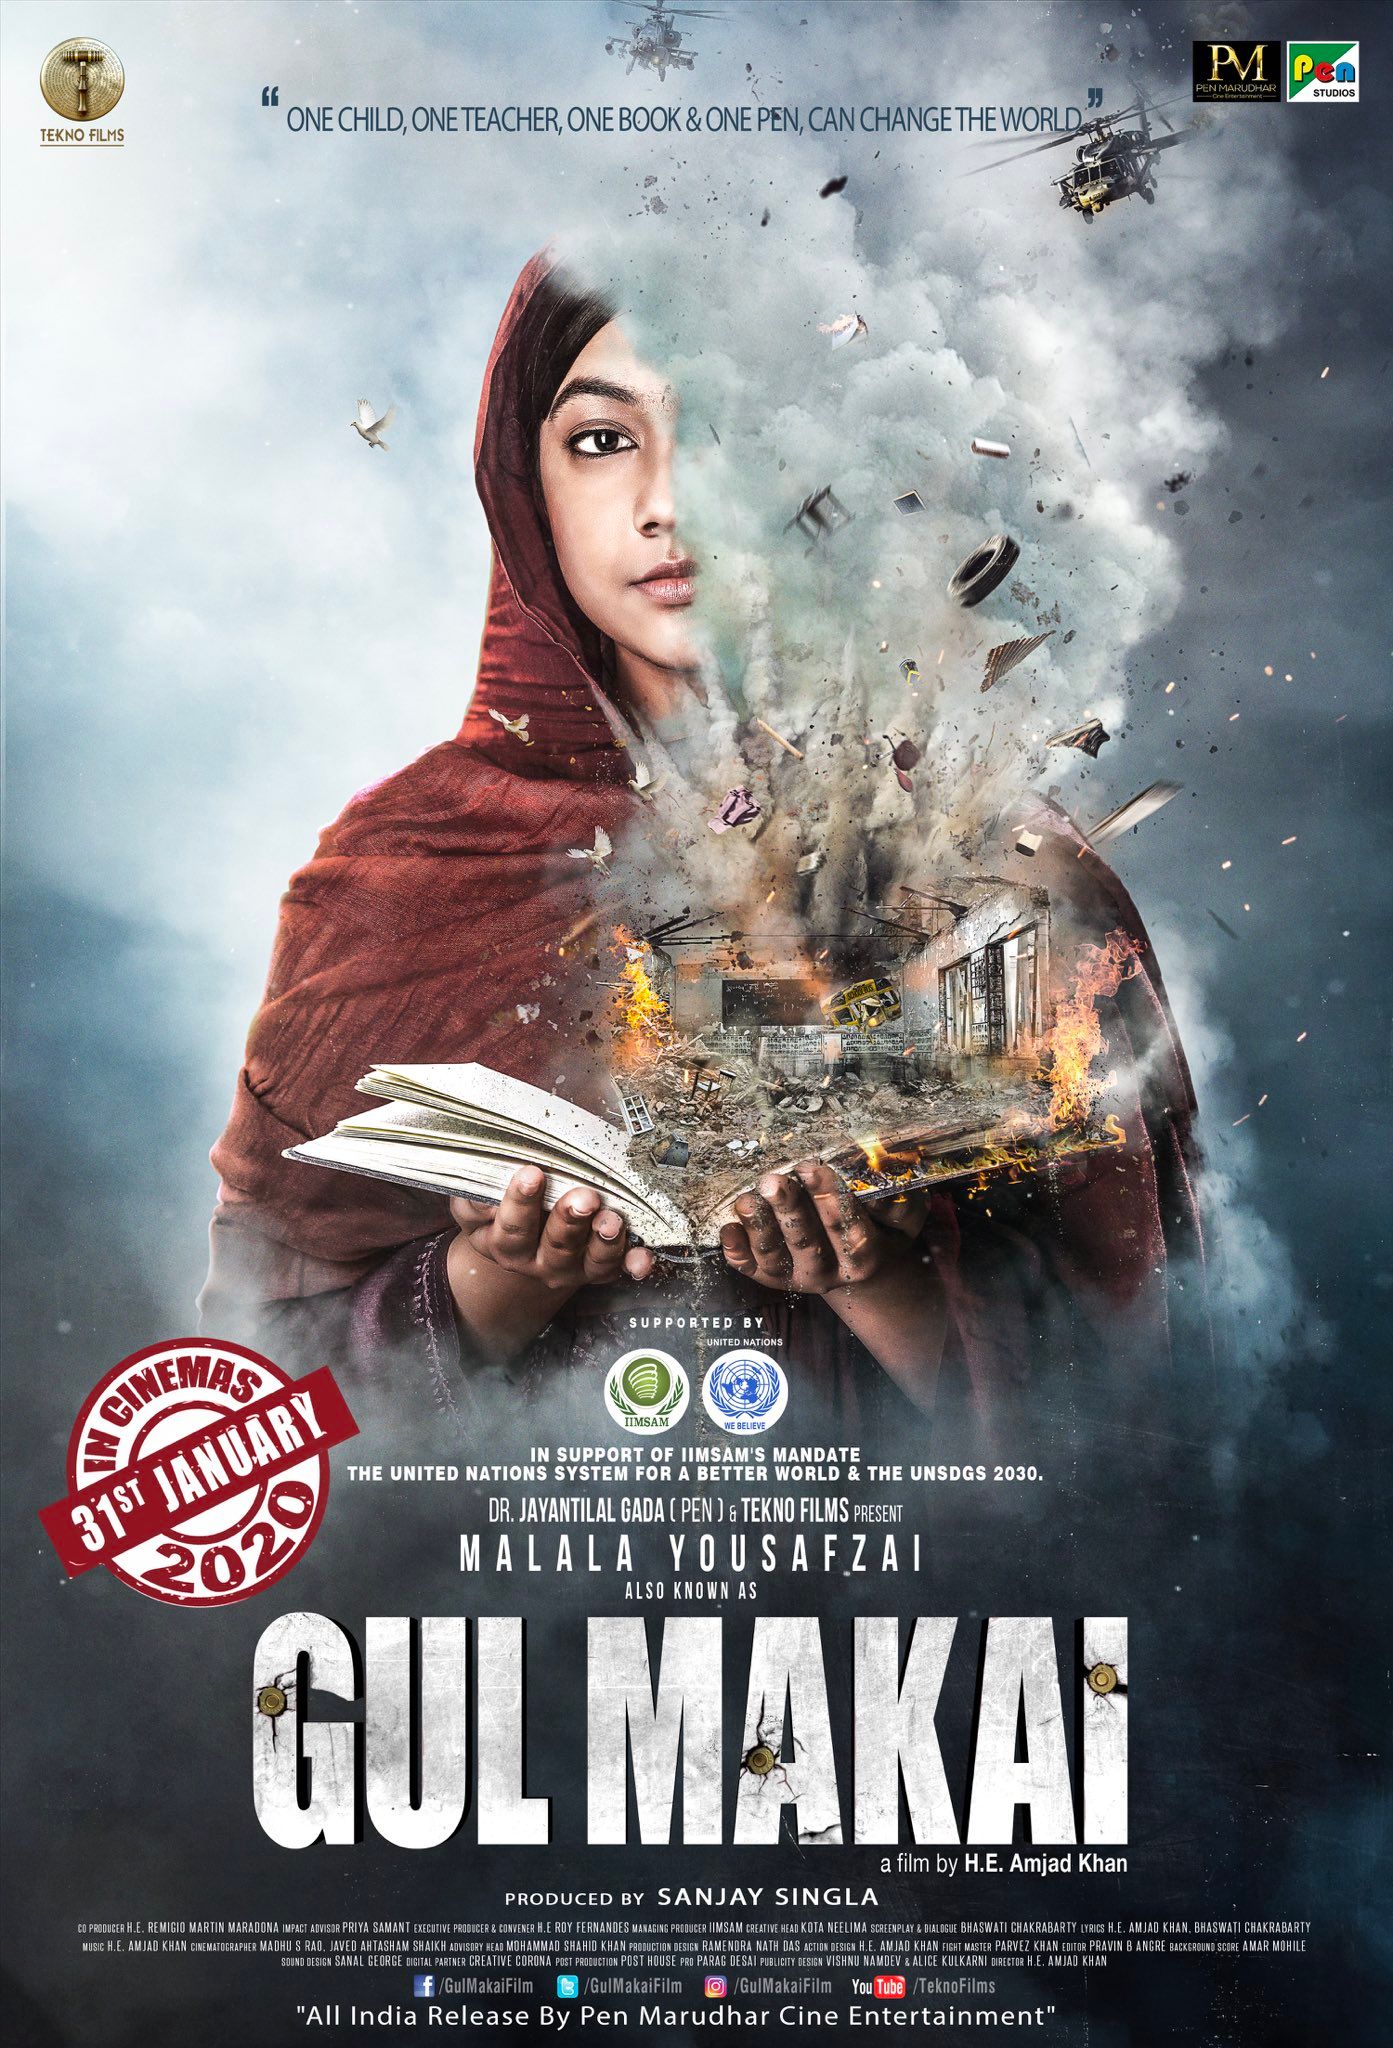 TEKNO FILMS
PM
PEN MARUDHAR
Cine Entertainment
Pen
STUDIOS
“ ONE CHILD, ONE TEACHER, ONE BOOK & ONE PEN, CAN CHANGE THE WORLD. ”
SCHOOL BUS
SUPPORTED BY
UNITED NATIONS
IIMSAM
WE BELIEVE
IN CINEMAS
31ST JANUARY
2020
IN SUPPORT OF IIMSAM'S MANDATE
THE UNITED NATIONS SYSTEM FOR A BETTER WORLD & THE UNSDGS 2030.
DR. JAYANTILAL GADA ( PEN ) & TEKNO FILMS PRESENT
MALALA YOUSAFZAI
ALSO KNOWN AS
GUL MAKAI
a film by H.E. Amjad Khan
PRODUCED BY SANJAY SINGLA
CO PRODUCER H.E. REMIGIO MARTIN MARADONA IMPACT ADVISOR PRIYA SAMANT EXECUTIVE PRODUCER & CONVENER H.E ROY FERNANDES MANAGING PRODUCER IIMSAM CREATIVE HEAD KOTA NEELIMA SCREENPLAY & DIALOGUE BHASWATI CHAKRABARTY LYRICS H.E. AMJAD KHAN, BHASWATI CHAKRABARTY
MUSIC H.E. AMJAD KHAN CINEMATOGRAPHER MADHU S RAO, JAVED AHTASHAM SHAIKH ADVISORY HEAD MOHAMMAD SHAHID KHAN PRODUCTION DESIGN RAMENDRA NATH DAS ACTION DESIGN H.E. AMJAD KHAN FIGHT MASTER PARVEZ KHAN EDITOR PRAVIN B ANGRE BACKGROUND SCORE AMAR MOHILE
SOUND DESIGN SANAL GEORGE DIGITAL PARTNER CREATIVE CORONA POST PRODUCTION POST HOUSE PRO PARAG DESAI PUBLICITY DESIGN VISHNU NAMDEV & ALICE KULKARNI DIRECTOR H.E. AMJAD KHAN
f /GulMakaiFilm /GulMakaiFilm /GulMakaiFilm You Tube /TeknoFilms
"All India Release By Pen Marudhar Cine Entertainment"